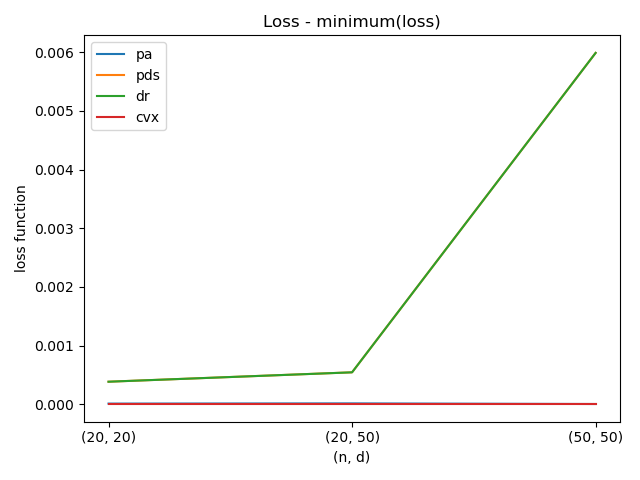 Loss - minimum(loss)
pa
pds
dr
cvx
loss function
0.006
0.005
0.004
0.003
0.002
0.001
0.000
(20, 20)
(20, 50)
(50, 50)
(n, d)